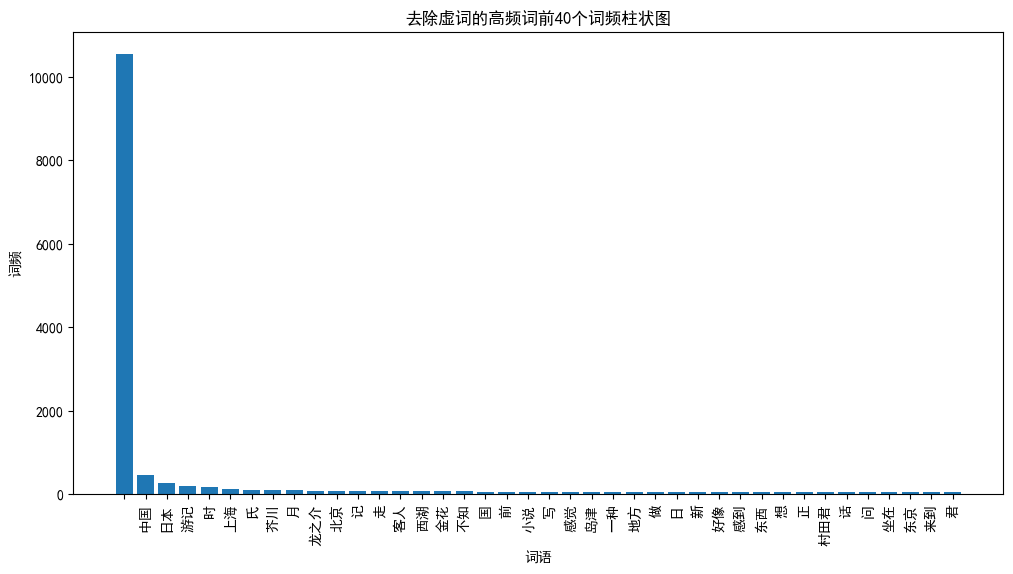 去除虚词的高频词前40个词频柱状图
词频
10000
8000
6000
4000
2000
0
中国
日本
游记
时
上海
氏
芥川
月
龙之介
北京
记
走
客人
西湖
金花
不知
国
前
小说
写
感觉
岛津
一种
地方
做
日
新
好像
感到
东西
想
正
村田君
话
问
坐在
东京
来到
君
词语